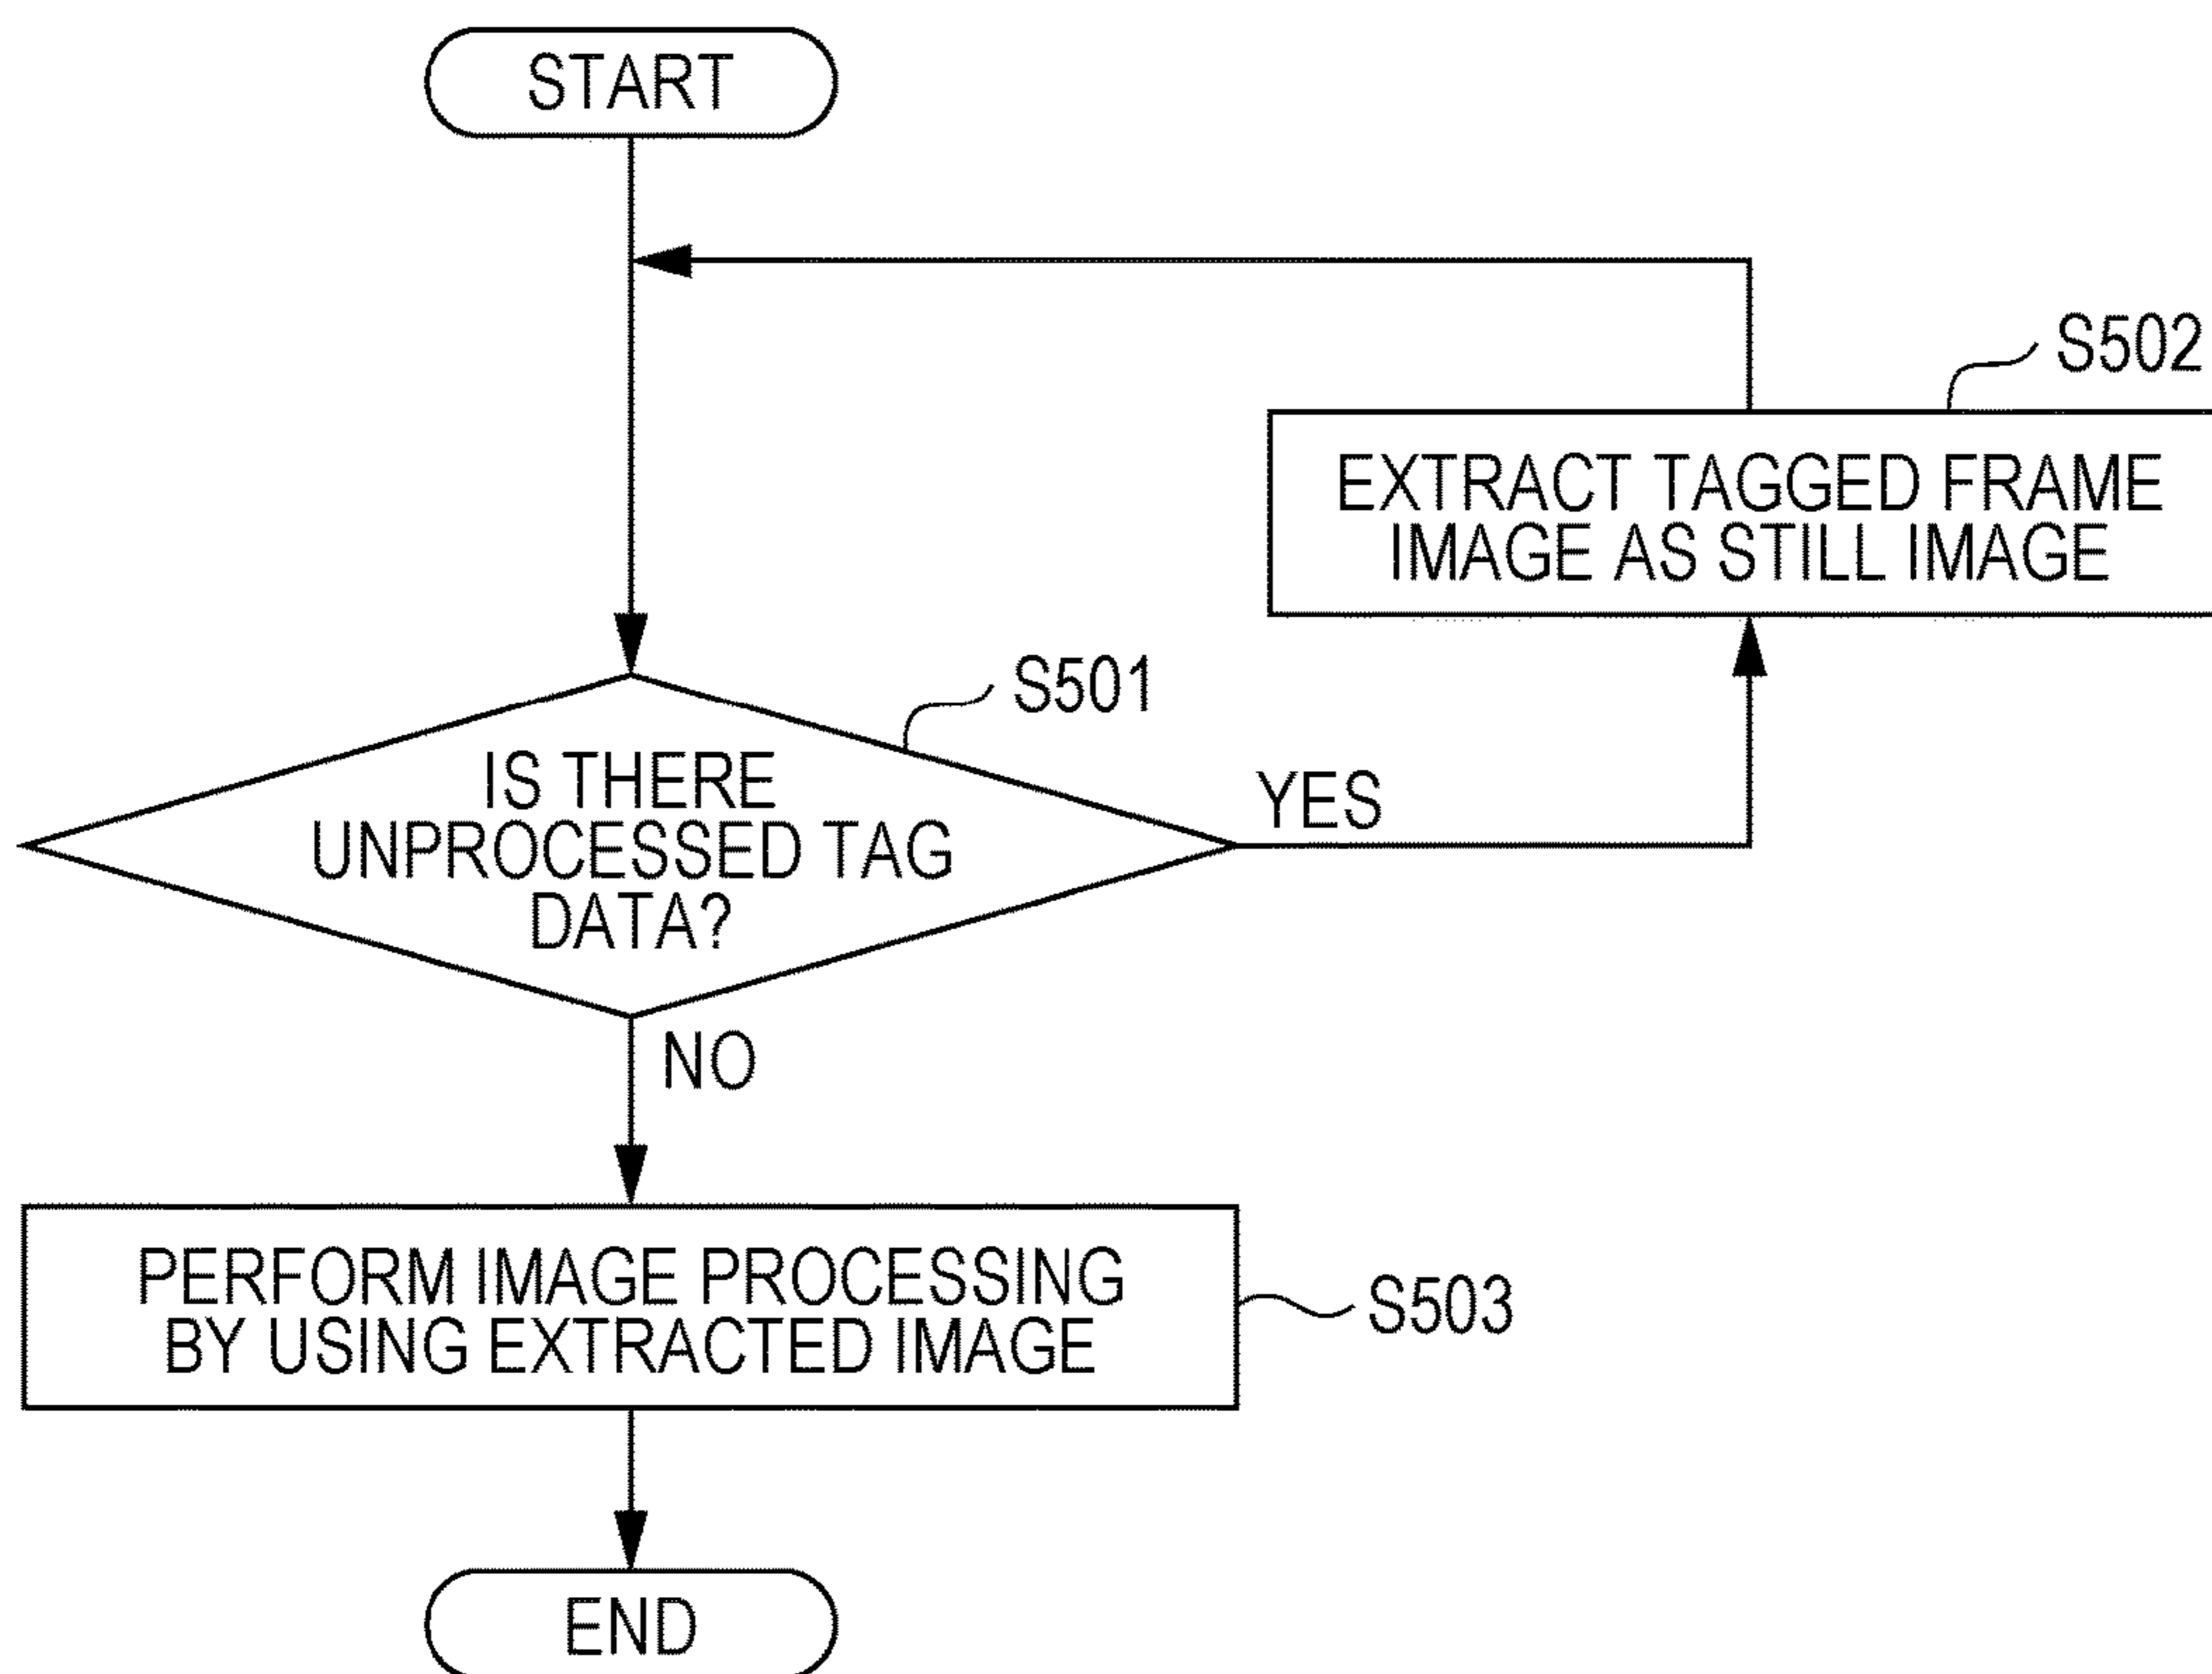 START
S502
EXTRACT TAGGED FRAME
IMAGE AS STILL IMAGE
S501
IS THERE
UNPROCESSED TAG
DATA?
YES
NO
PERFORM IMAGE PROCESSING
BY USING EXTRACTED IMAGE
S503
END